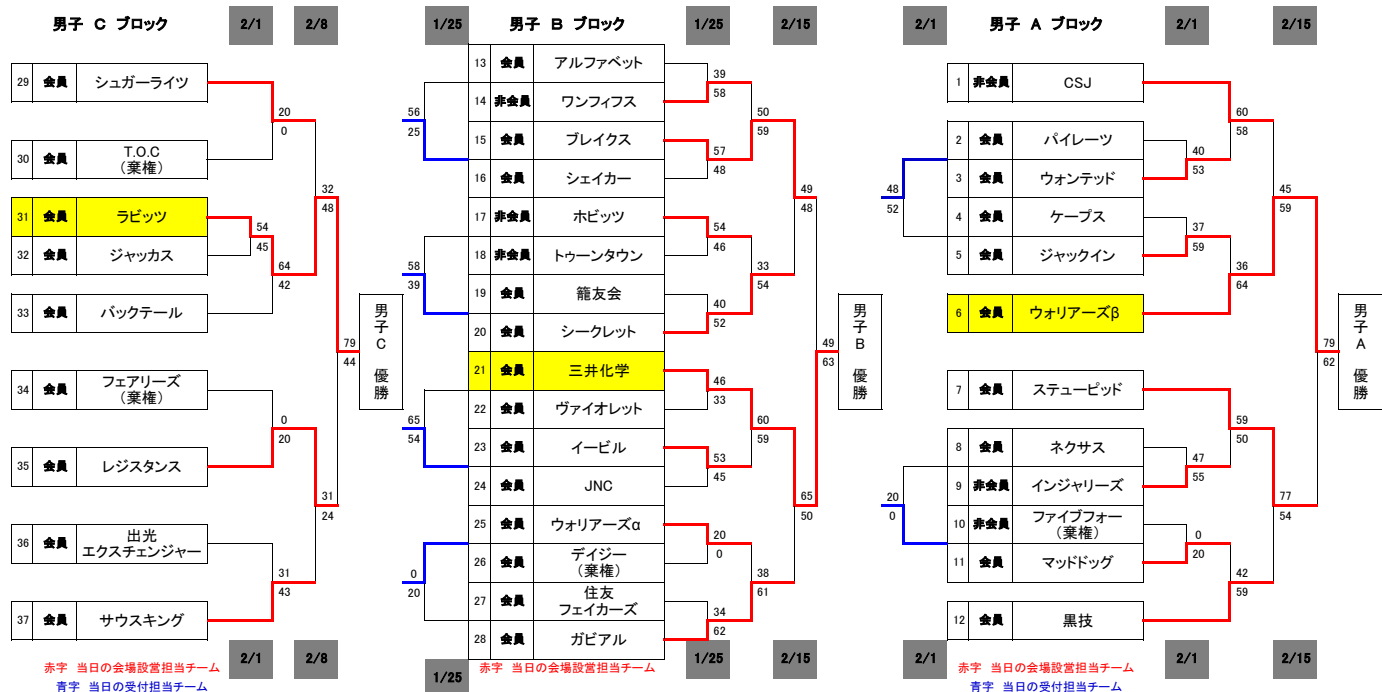 男子 C ブロック
2/1
2/8
29 会員 シュガーライツ
20
0
30 会員 T.O.C
（棄権）
32
48
31 会員 ラビッツ
54
45
32 会員 ジャッカス
64
42
33 会員 バックテール
男子C 優勝
79
44
34 会員 フェアリーズ
（棄権）
0
20
35 会員 レジスタンス
31
24
36 会員 出光
エクスチェンジャー
31
43
37 会員 サウスキング
2/1
2/8
赤字 当日の会場設営担当チーム
青字 当日の受付担当チーム
1/25
男子 B ブロック
1/25
2/15
13 会員 アルファベット
39
58
14 非会員 ワンフィフス
56
25
50
59
15 会員 ブレイクス
57
48
16 会員 シェイカー
49
48
17 非会員 ホビッツ
54
46
18 非会員 トゥーンタウン
58
39
33
54
19 会員 籠友会
40
52
20 会員 シークレット
男子B 優勝
49
63
21 会員 三井化学
46
33
22 会員 ヴァイオレット
65
54
60
59
23 会員 イービル
53
45
24 会員 JNC
65
50
25 会員 ウォリアーズα
20
0
26 会員 デイジー
（棄権）
0
20
38
61
27 会員 住友
フェイカーズ
34
62
28 会員 ガビアル
1/25
1/25
2/15
赤字 当日の会場設営担当チーム
2/1
男子 A ブロック
2/1
2/15
1 非会員 CSJ
60
58
2 会員 パイレーツ
40
53
3 会員 ウォンテッド
48
52
45
59
4 会員 ケープス
37
59
5 会員 ジャックイン
36
64
6 会員 ウォリアーズβ
男子A 優勝
79
62
7 会員 ステューピッド
59
50
8 会員 ネクサス
47
55
9 非会員 インジャリーズ
20
0
77
54
10 非会員 ファイブフォー
（棄権）
0
20
11 会員 マッドドッグ
42
59
12 会員 黒技
2/1
2/1
2/15
赤字 当日の会場設営担当チーム
青字 当日の受付担当チーム